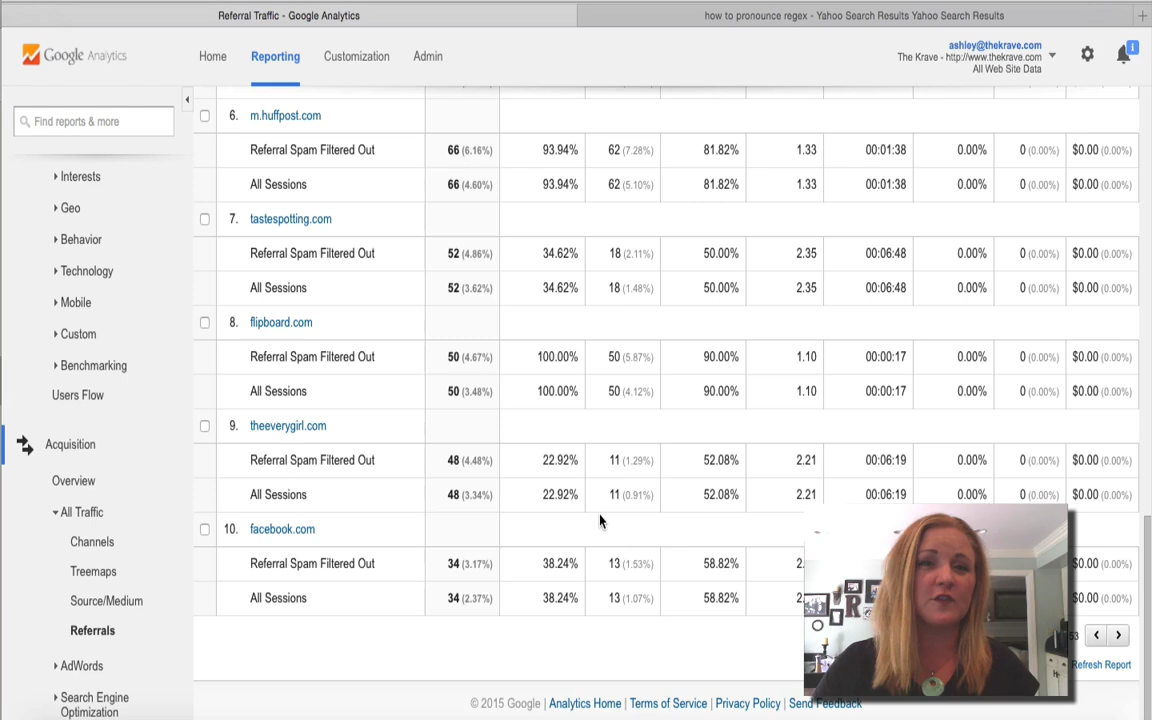 Referral Traffic - Google Analytics
how to pronounce regex - Yahoo Search Results Yahoo Search Results
Google Analytics
Home Reporting Customization Admin
ashley@thekrave.com
The Krave - http://www.thekrave.com
All Web Site Data
1
Find reports & more
Interests
Geo
Behavior
Technology
Mobile
Custom
Benchmarking
Users Flow
Acquisition
Overview
All Traffic
Channels
Treemaps
Source/Medium
Referrals
AdWords
Search Engine
Optimization
6. m.huffpost.com
Referral Spam Filtered Out 66 (6.16%) 93.94% 62 (7.28%) 81.82% 1.33 00:01:38 0.00% 0 (0.00%) $0.00 (0.00%)
All Sessions 66 (4.60%) 93.94% 62 (5.10%) 81.82% 1.33 00:01:38 0.00% 0 (0.00%) $0.00 (0.00%)
7. tastespotting.com
Referral Spam Filtered Out 52 (4.86%) 34.62% 18 (2.11%) 50.00% 2.35 00:06:48 0.00% 0 (0.00%) $0.00 (0.00%)
All Sessions 52 (3.62%) 34.62% 18 (1.48%) 50.00% 2.35 00:06:48 0.00% 0 (0.00%) $0.00 (0.00%)
8. flipboard.com
Referral Spam Filtered Out 50 (4.67%) 100.00% 50 (5.87%) 90.00% 1.10 00:00:17 0.00% 0 (0.00%) $0.00 (0.00%)
All Sessions 50 (3.48%) 100.00% 50 (4.12%) 90.00% 1.10 00:00:17 0.00% 0 (0.00%) $0.00 (0.00%)
9. theeverygirl.com
Referral Spam Filtered Out 48 (4.48%) 22.92% 11 (1.29%) 52.08% 2.21 00:06:19 0.00% 0 (0.00%) $0.00 (0.00%)
All Sessions 48 (3.34%) 22.92% 11 (0.91%) 52.08% 2.21 00:06:19 0.00% 0 (0.00%) $0.00 (0.00%)
10. facebook.com
Referral Spam Filtered Out 34 (3.17%) 38.24% 13 (1.53%) 58.82% 2. $0.00 (0.00%)
All Sessions 34 (2.37%) 38.24% 13 (1.07%) 58.82% 2. $0.00 (0.00%)
R
53
Refresh Report
© 2015 Google | Analytics Home | Terms of Service | Privacy Policy | Send Feedback